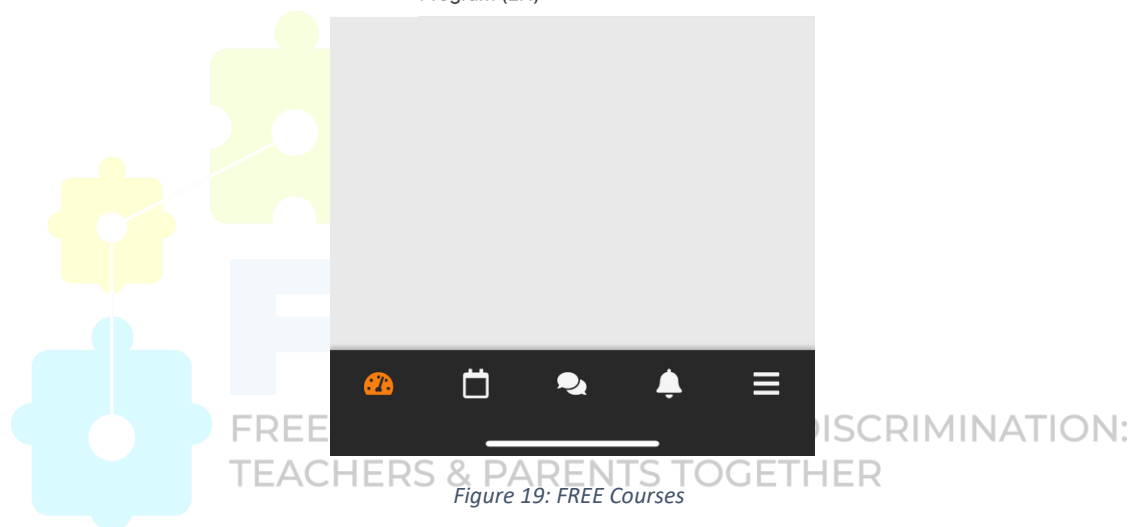 F
FREE DISCRIMINATION:
TEACHERS & PARENTS TOGETHER
Figure 19: FREE Courses